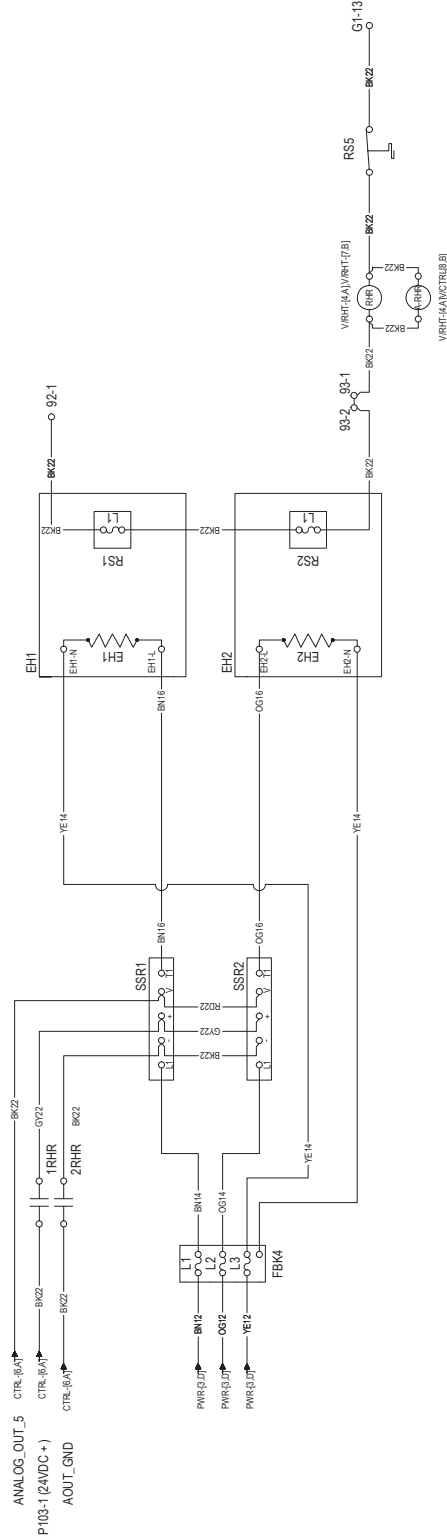 ANALOG_OUT_5
CTRL-[6,A]
BK22
P103-1 (24VDC + )
CTRL-[6,A]
BK22
1RHR
GY22
AOUT_GND
CTRL-[6,A]
BK22
2RHR
BK22
PWR-[3,D]
BN12
L1
BN14
PWR-[3,D]
OG12
L2
OG14
PWR-[3,D]
YE12
L3
YE14
FBK4
SSR1
L1
-
+
V
T1
BN16
BN16
BK22
GY22
RD22
SSR2
L1
-
+
V
T1
OG16
OG16
YE14
YE14
EH1
EH1-N
EH1
EH1-L
RS1
L1
BK22
BK22
92-1
EH2
EH2-L
EH2
EH2-N
RS2
L1
BK22
BK22
93-2
93-1
BK22
V/RHT-[4,A],V/RHT-[7,B]
RHR
BK22
BK22
A-RHR
V/RHT-[4,A]V/CTRL[8,B]
BK22
RS5
BK22
G1-13